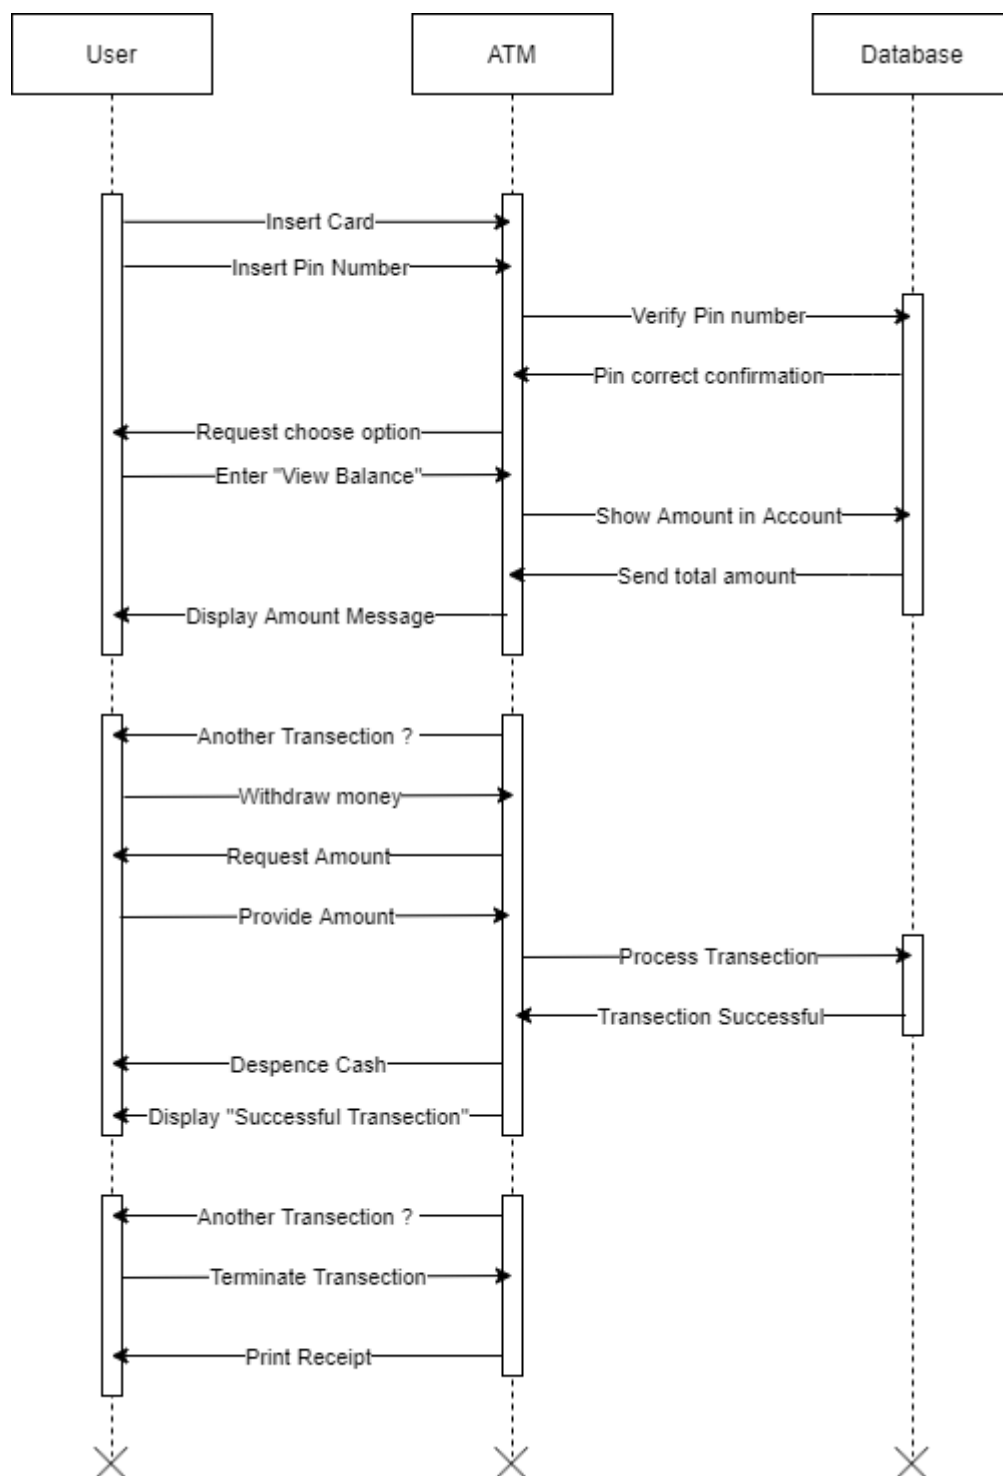 User
ATM
Database
Insert Card
Insert Pin Number
Verify Pin number
Pin correct confirmation
Request choose option
Enter "View Balance"
Show Amount in Account
Send total amount
Display Amount Message
Another Transection ?
Withdraw money
Request Amount
Provide Amount
Process Transection
Transection Successful
Despence Cash
Display "Successful Transection"
Another Transection ?
Terminate Transection
Print Receipt